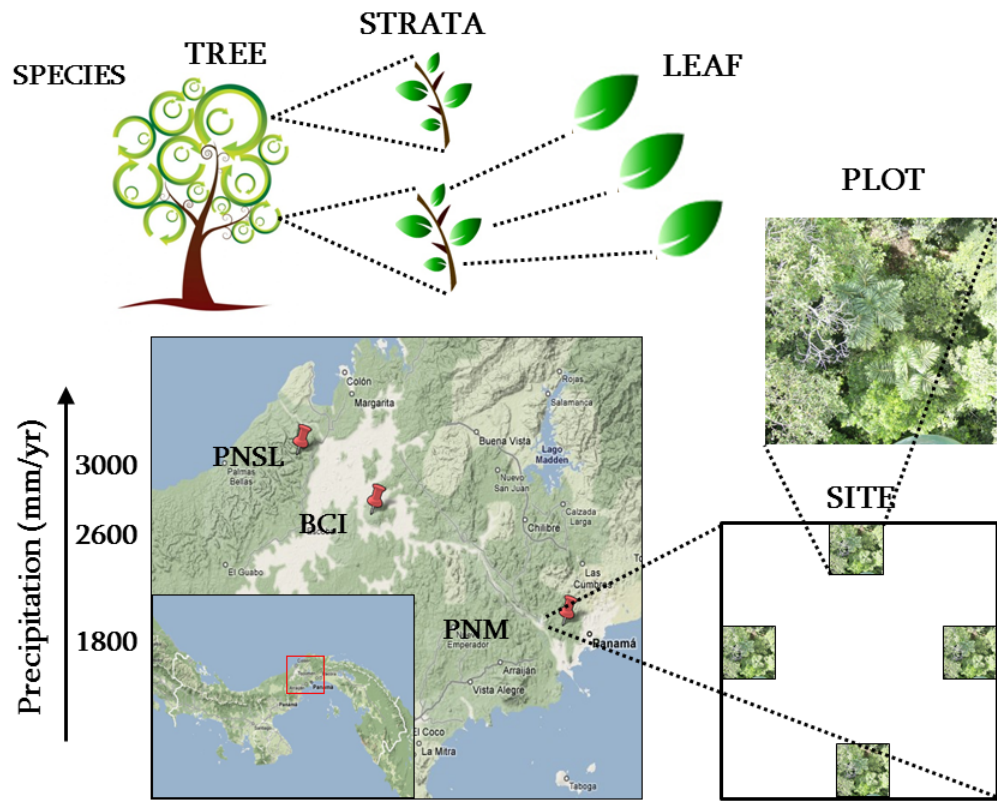 STRATA
TREE
SPECIES
LEAF
PLOT
SITE
Precipitation (mm/yr)
3000
2600
1800
PNSL
BCI
PNM
Colón
Margarita
Rojas
Salamanca
Buena Vista
Lago
Madden
Nuevo
San Juan
Calzada
Larga
Chilibre
Palmas
Bellas
El Guabo
Las
Cumbres
Emperador
Panamá
Arraiján
Vista Alegre
El Coco
La Mitra
Taboga
Panamá